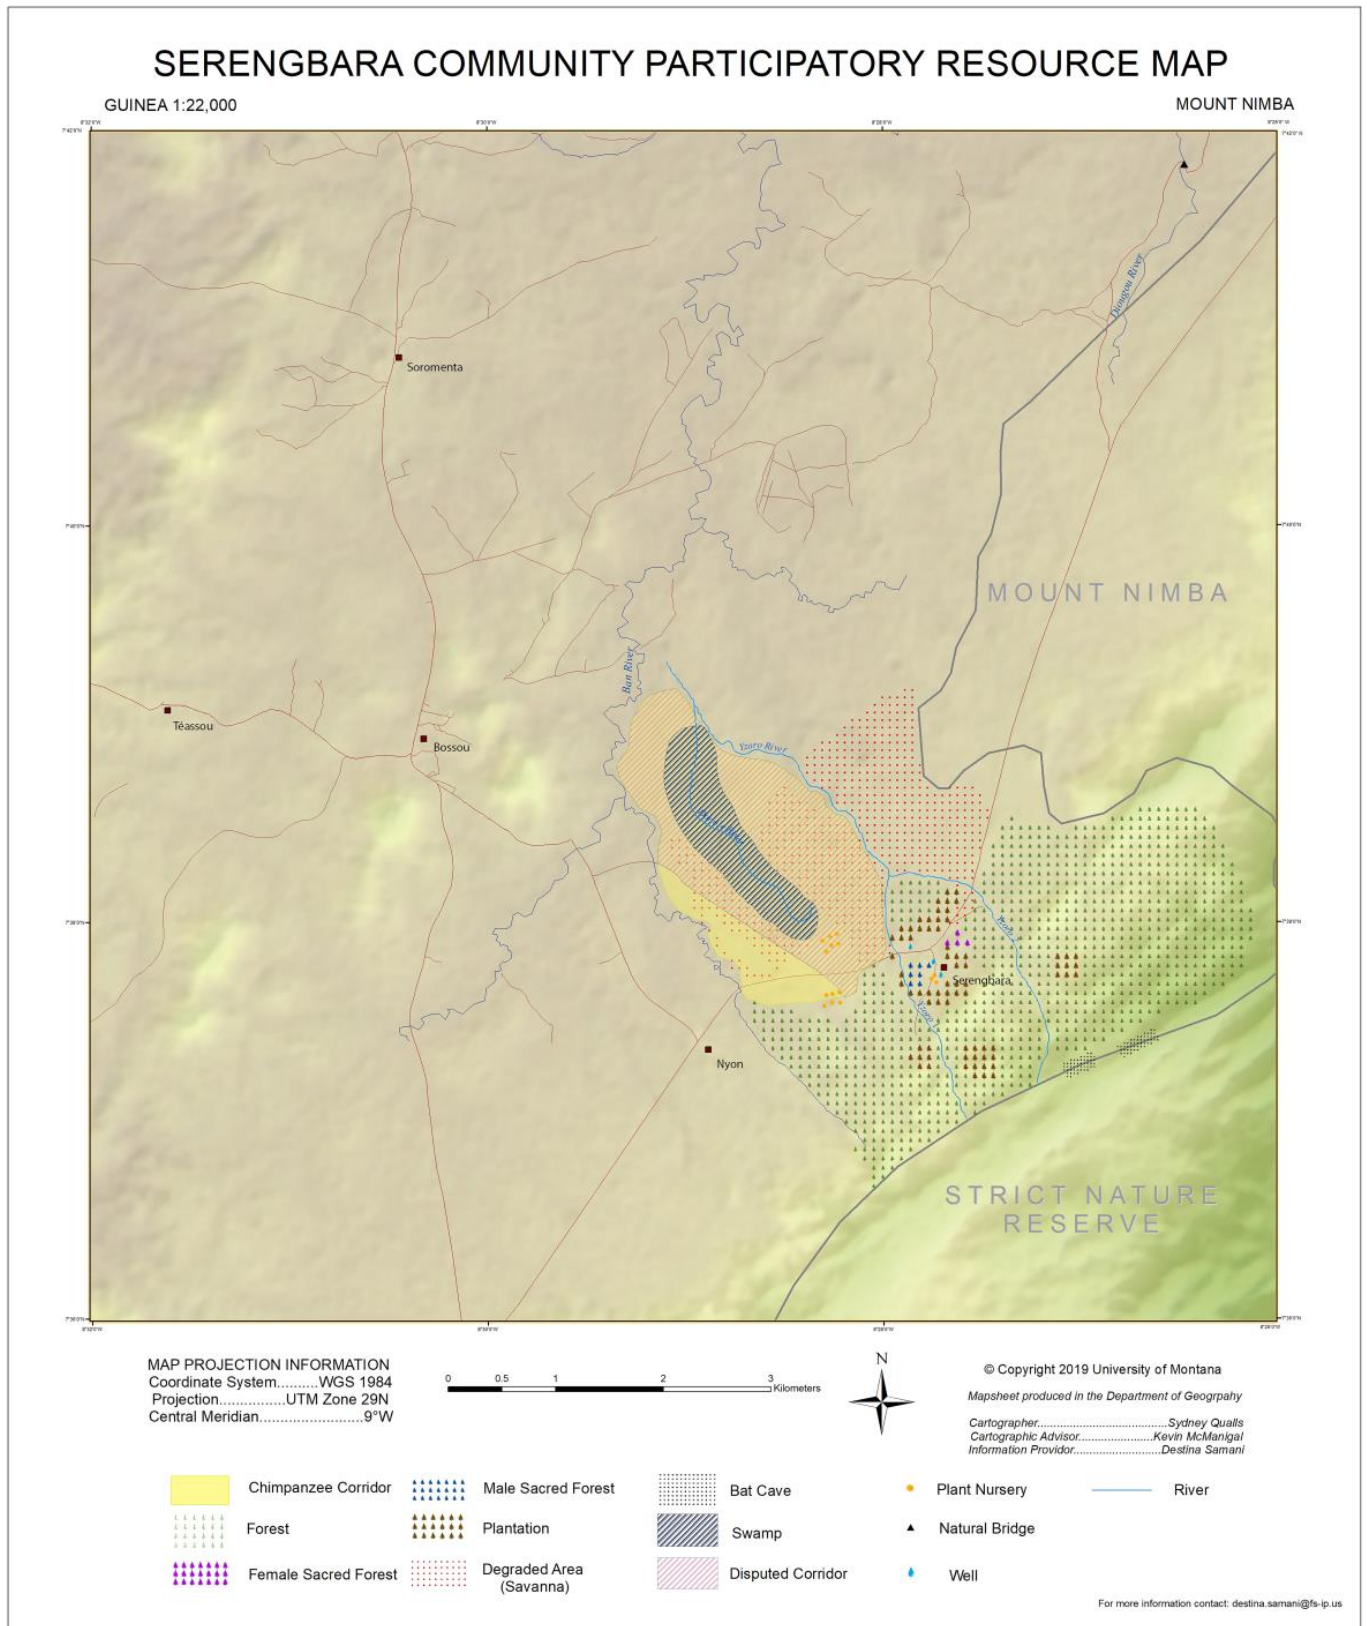 SERENGBARA COMMUNITY PARTICIPATORY RESOURCE MAP
GUINEA 1:22,000
MOUNT NIMBA
Diougou River
Soromenta
MOUNT NIMBA
Ban River
Téassou
Bossou
Yzoro River
Serengbara
Nyon
STRICT NATURE
RESERVE
MAP PROJECTION INFORMATION
Coordinate System..........WGS 1984
Projection................UTM Zone 29N
Central Meridian.........................9°W
0 0.5 1 2 3
Kilometers
N
© Copyright 2019 University of Montana
Mapsheet produced in the Department of Geogrpahy
Cartographer.........................................Sydney Qualls
Cartographic Advisor.......................Kevin McManigal
Information Providor............................Destina Samani
Chimpanzee Corridor
Male Sacred Forest
Bat Cave
Plant Nursery
River
Forest
Plantation
Swamp
Natural Bridge
Female Sacred Forest
Degraded Area
(Savanna)
Disputed Corridor
Well
For more information contact: destina.samani@fs-ip.us